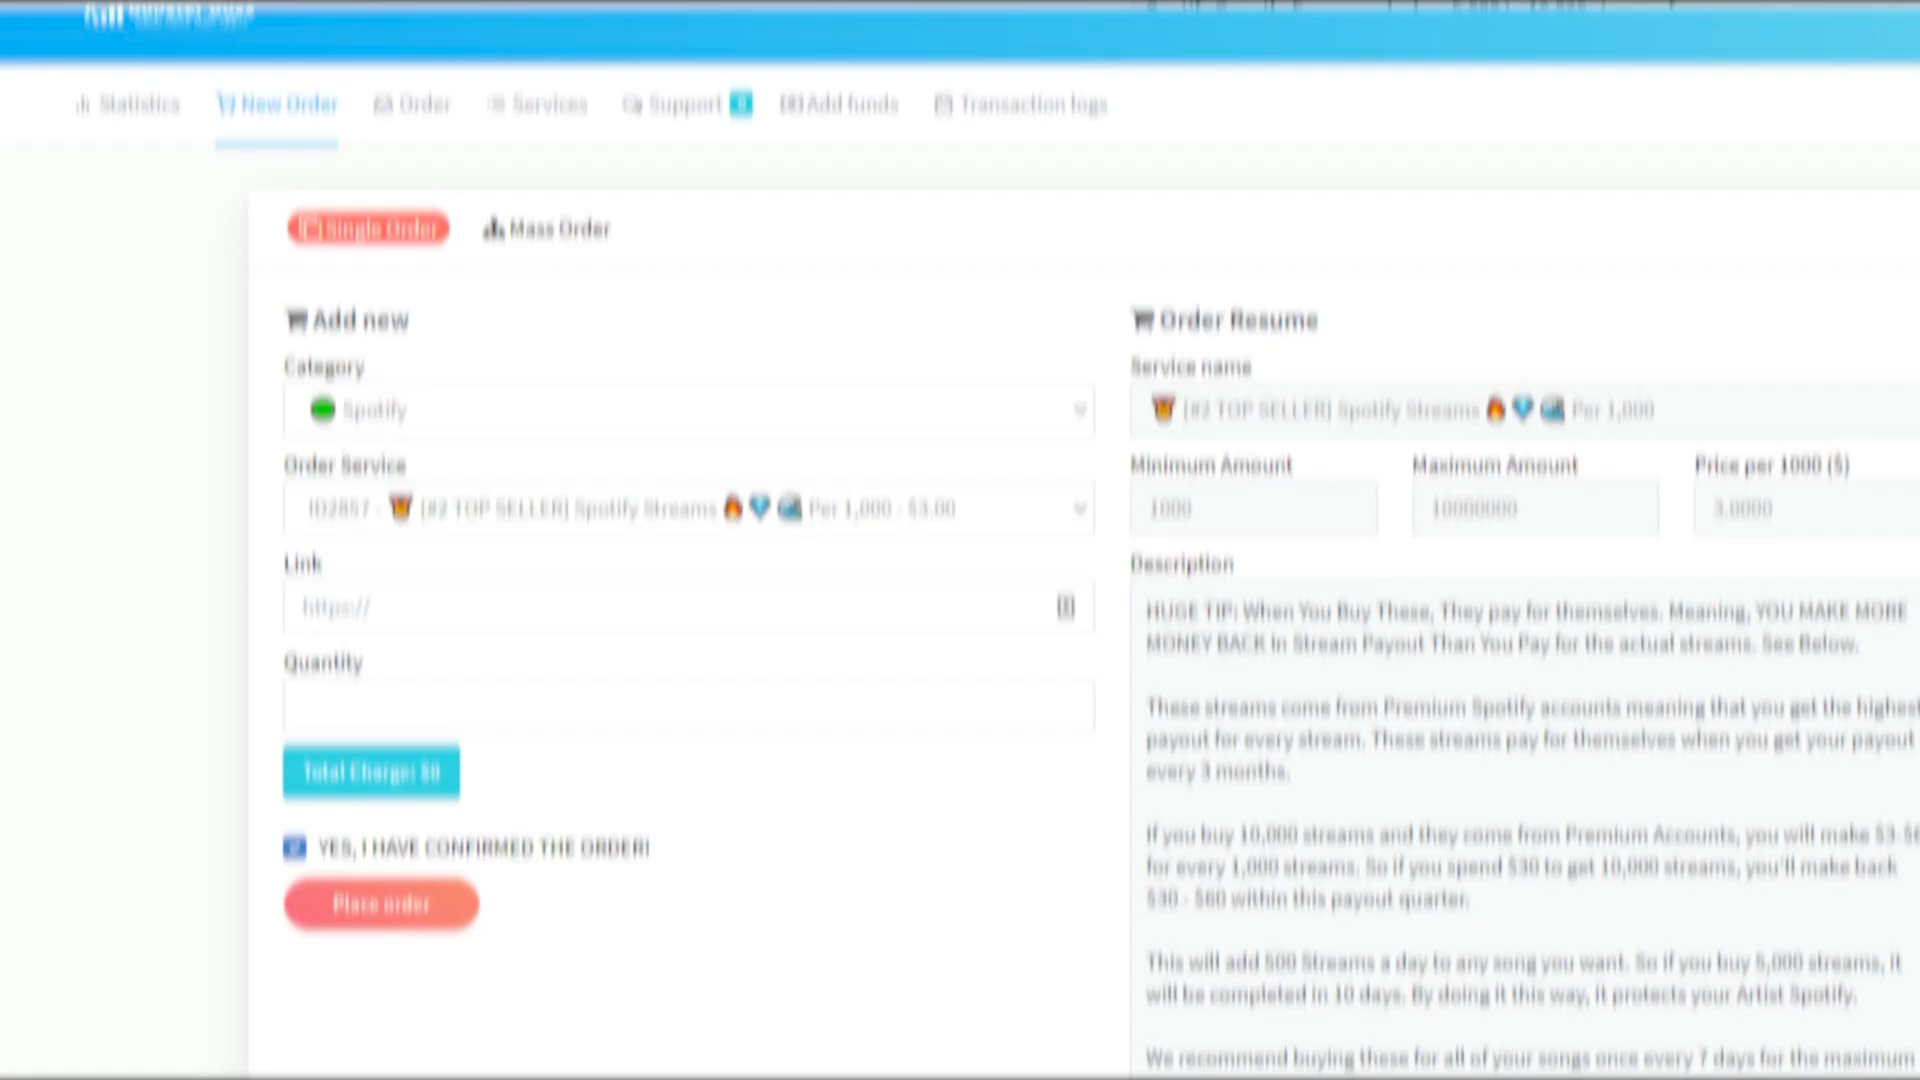 Statistics
New Order
Order
Services
Support 0
Add funds
Transaction logs
Single Order
Mass Order
Add new
Category
Spotify
Order Service
ID2857 - [#2 TOP SELLER] Spotify Streams Per 1,000 - $3.00
Link
https://
Quantity
Total Charge: $0
YES, I HAVE CONFIRMED THE ORDER!
Place order
Order Resume
Service name
[#2 TOP SELLER] Spotify Streams Per 1,000
Minimum Amount
Maximum Amount
Price per 1000 ($)
1000
10000000
3.0000
Description
HUGE TIP: When You Buy These, They pay for themselves. Meaning, YOU MAKE MORE
MONEY BACK In Stream Payout Than You Pay for the actual streams. See Below.
These streams come from Premium Spotify accounts meaning that you get the highest
payout for every stream. These streams pay for themselves when you get your payout
every 3 months.
If you buy 10,000 streams and they come from Premium Accounts, you will make $3-$6
for every 1,000 streams. So if you spend $30 to get 10,000 streams, you'll make back
$30 - $60 within this payout quarter.
This will add 500 Streams a day to any song you want. So if you buy 5,000 streams, it
will be completed in 10 days. By doing it this way, it protects your Artist Spotify.
We recommend buying these for all of your songs once every 7 days for the maximum